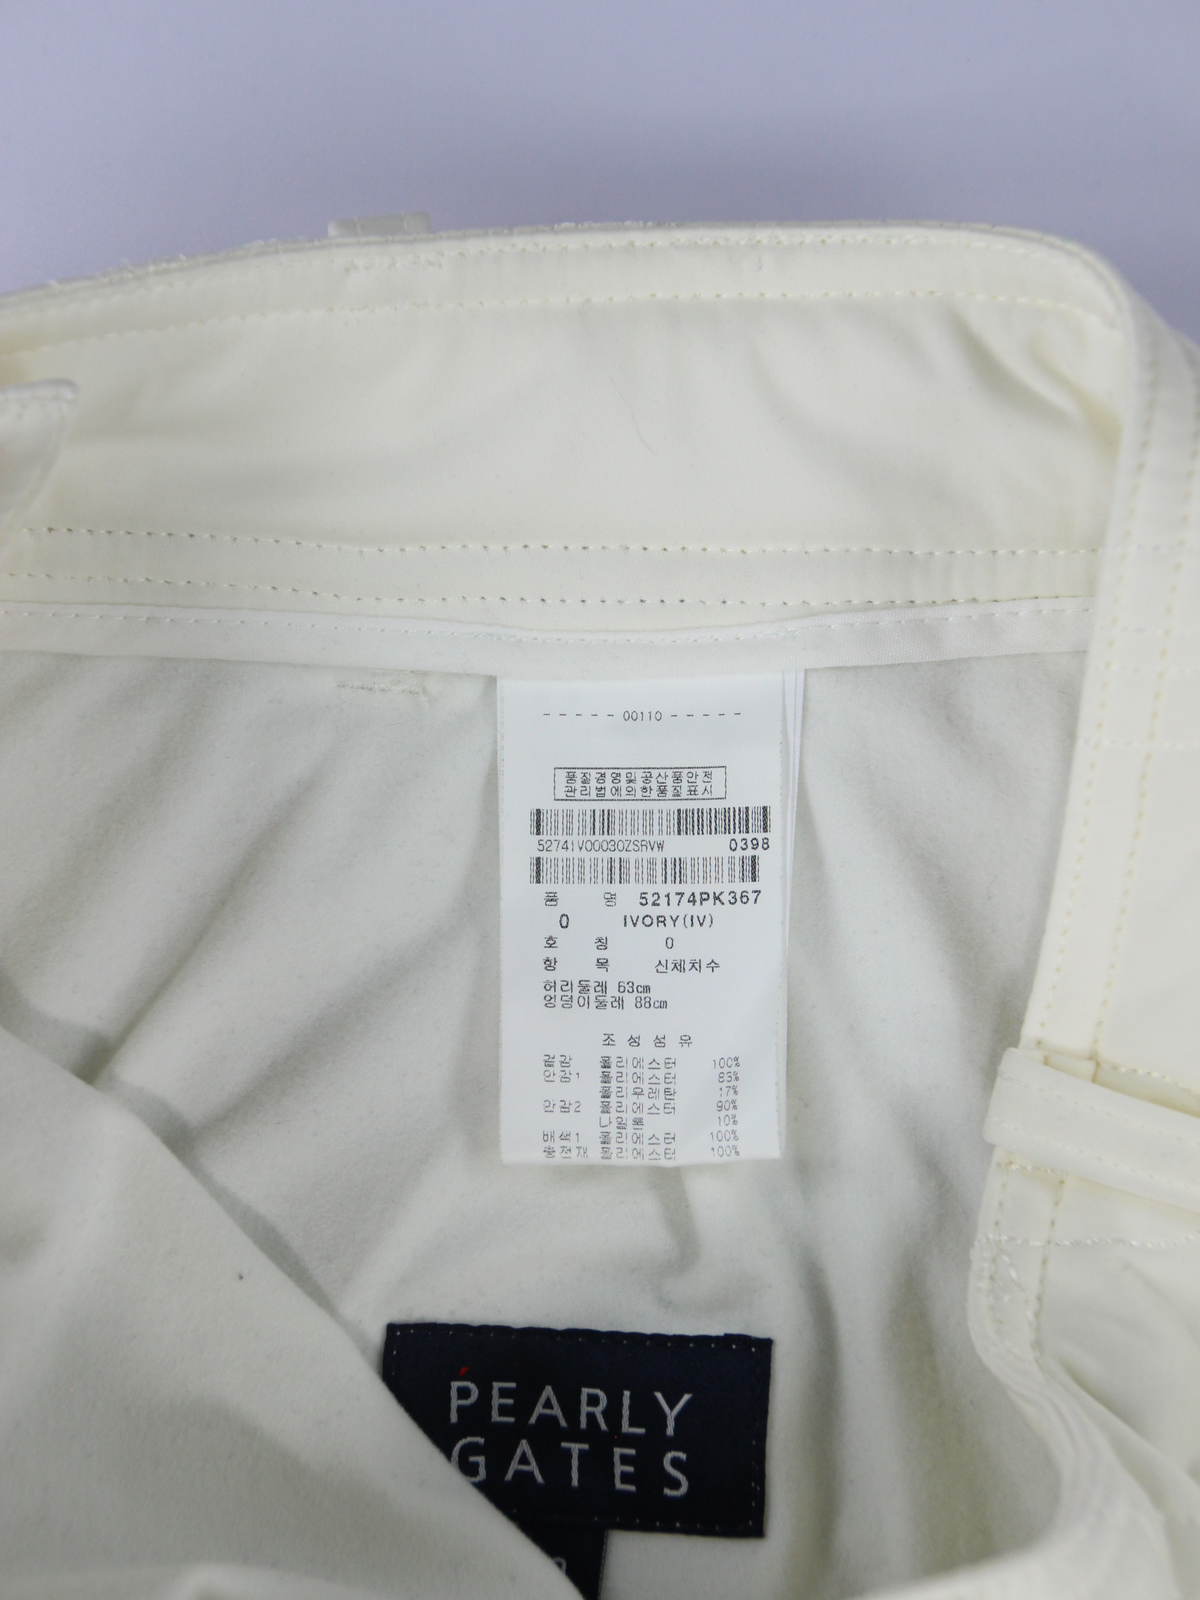 - - - - - 00110 - - - - -
품질경영및공산품안전
관리법에의한품질표시
52741V00030ZSRVW 0398
품 명 52174PK367
0 IVORY(IV)
호 칭 0
항 목 신체치수
허리둘레 63cm
엉덩이둘레 88cm
조 성 섬 유
겉감 폴리에스터 100%
안감1 폴리에스터 83%
폴리우레탄 17%
안감2 폴리에스터 90%
나일론 10%
배색1 폴리에스터 100%
충전재 폴리에스터 100%
PEARLY
GATES